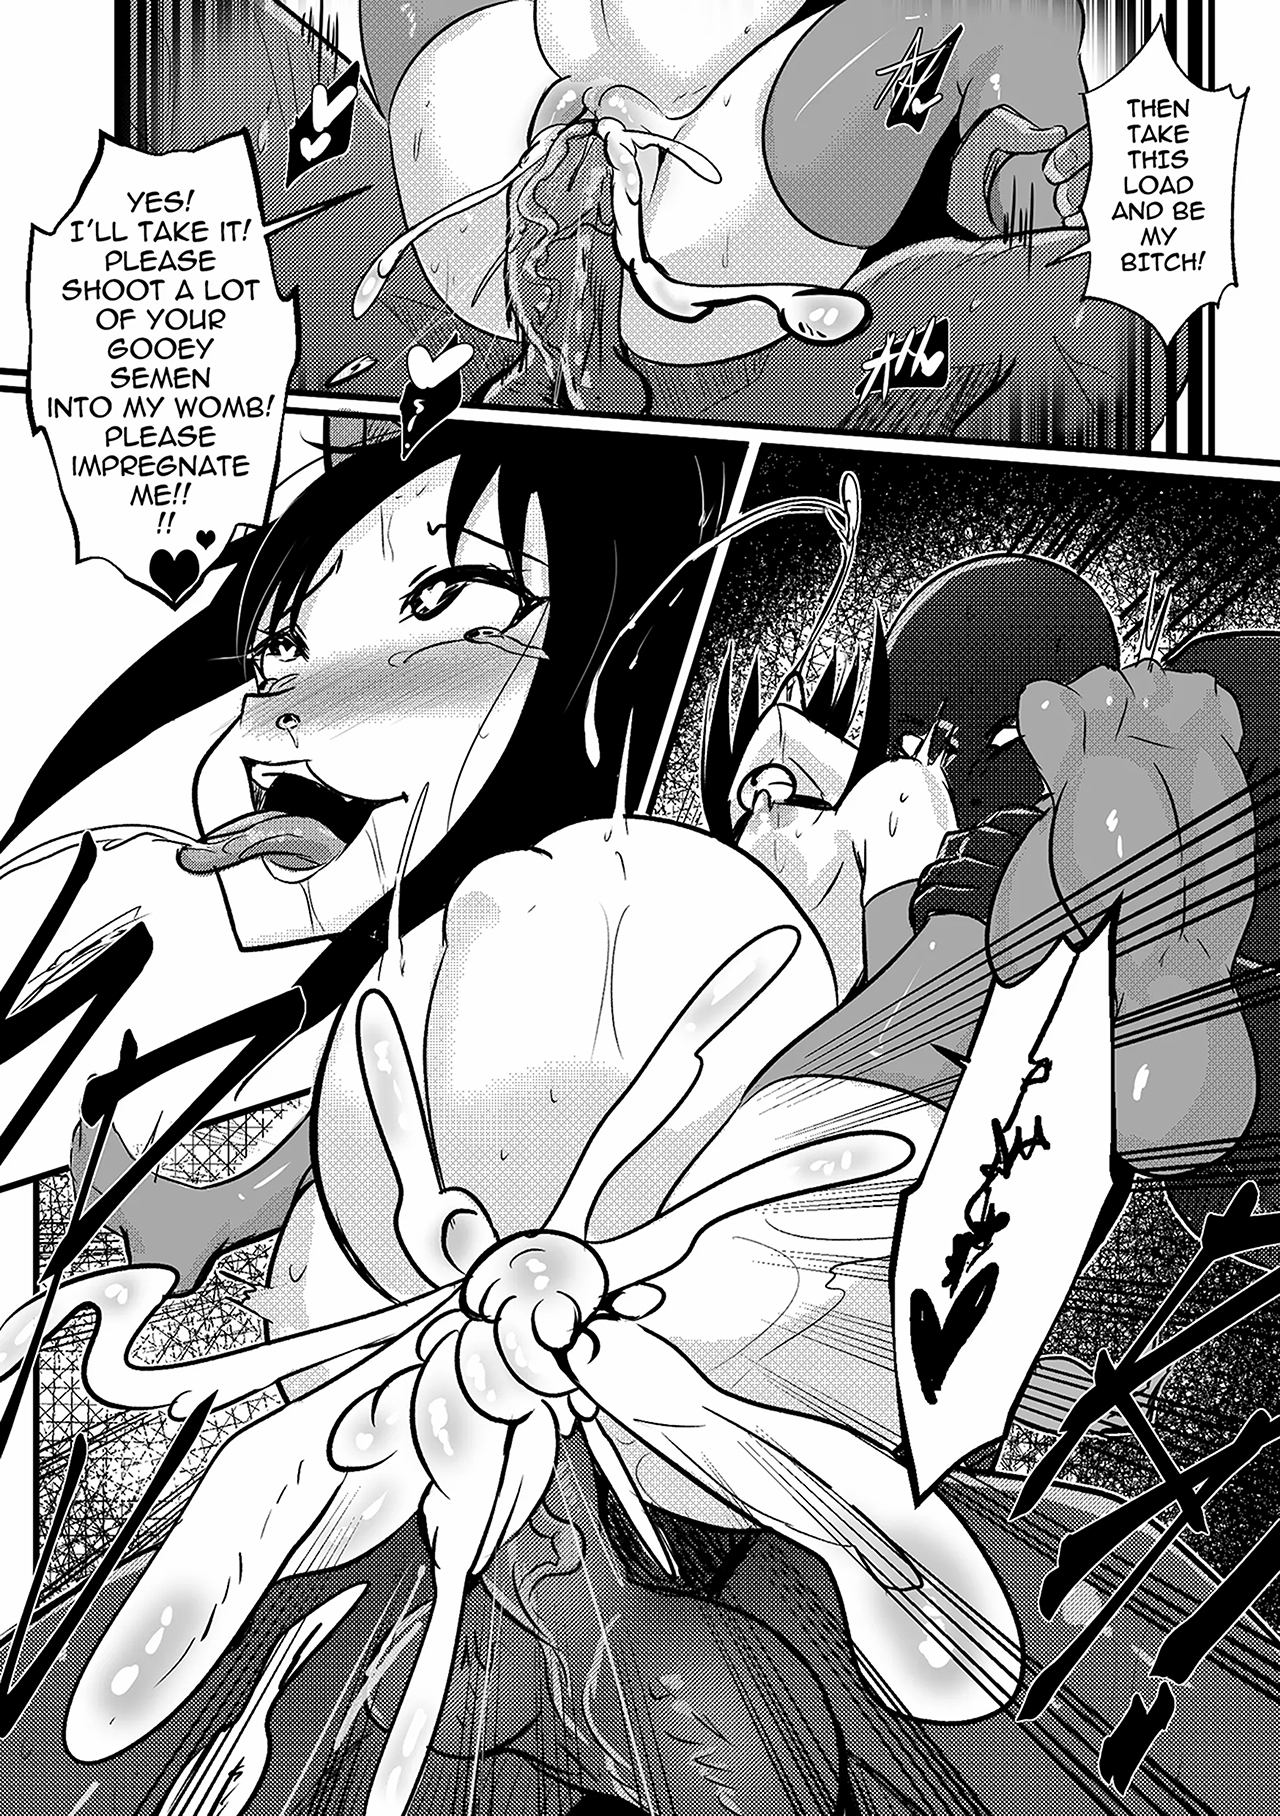 THEN
TAKE
THIS
LOAD
AND BE
MY
BITCH!
YES!
I'LL TAKE IT!
PLEASE
SHOOT A LOT
OF YOUR
GOOEY
SEMEN
INTO MY WOMB!
PLEASE
IMPREGNATE
ME!!
!!